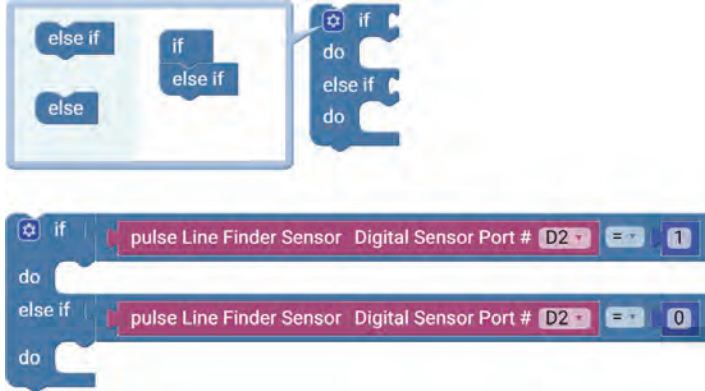 else if
else
if
else if
if
do
else if
do
if pulse Line Finder Sensor Digital Sensor Port # D2 = 1
do
else if pulse Line Finder Sensor Digital Sensor Port # D2 = 0
do